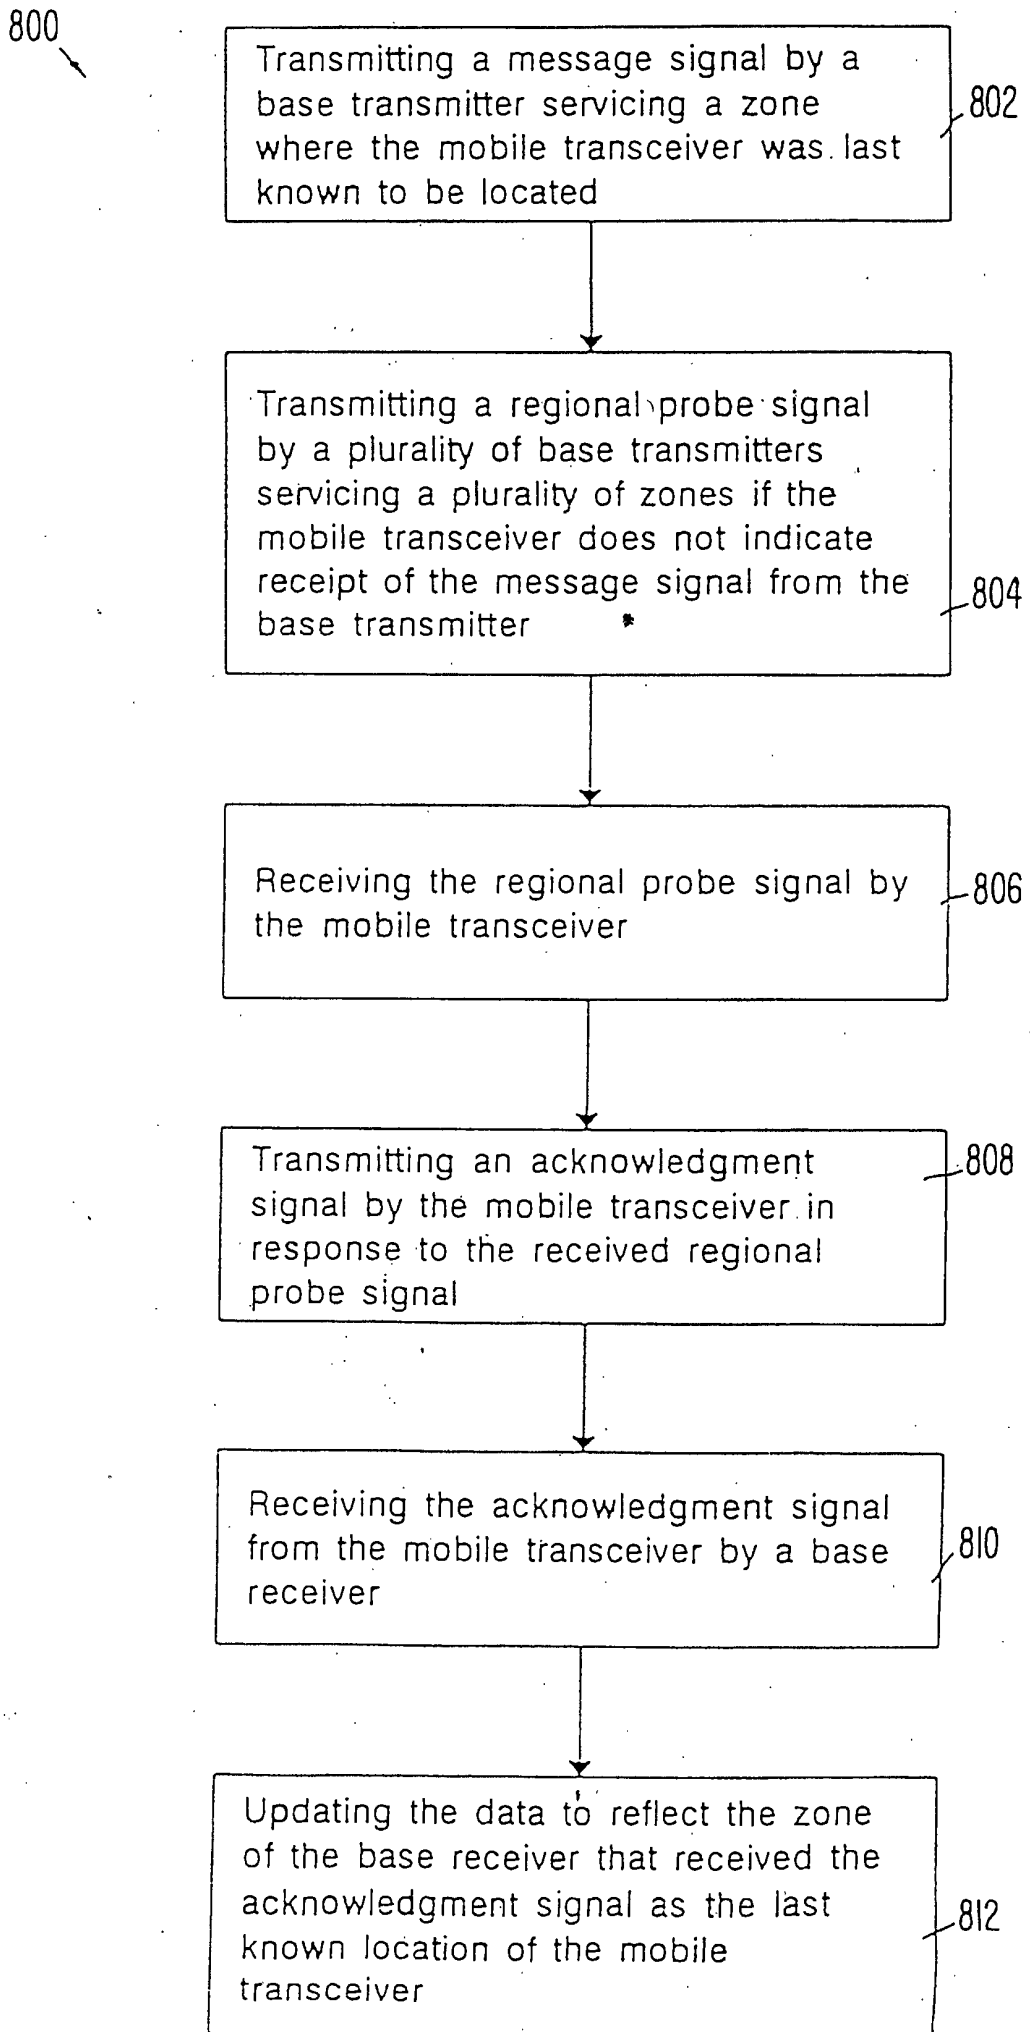 800
Transmitting a message signal by a
base transmitter servicing a zone
where the mobile transceiver was last
known to be located
802
Transmitting a regional probe signal
by a plurality of base transmitters
servicing a plurality of zones if the
mobile transceiver does not indicate
receipt of the message signal from the
base transmitter
804
Receiving the regional probe signal by
the mobile transceiver
806
Transmitting an acknowledgment
signal by the mobile transceiver in
response to the received regional
probe signal
808
Receiving the acknowledgment signal
from the mobile transceiver by a base
receiver
810
Updating the data to reflect the zone
of the base receiver that received the
acknowledgment signal as the last
known location of the mobile
transceiver
812